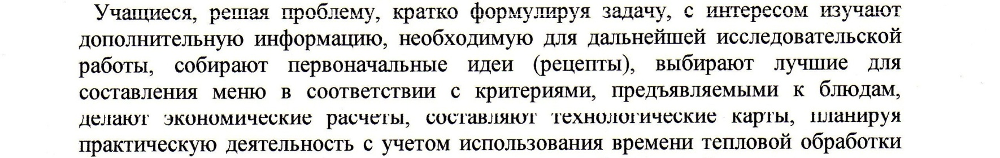 Учащиеся, решая проблему, кратко формулируя задачу, с интересом изучают
дополнительную информацию, необходимую для дальнейшей исследовательской
работы, собирают первоначальные идеи (рецепты), выбирают лучшие для
составления меню в соответствии с критериями, предъявляемыми к блюдам,
делают экономические расчеты, составляют технологические карты, планируя
практическую деятельность с учетом использования времени тепловой обработки